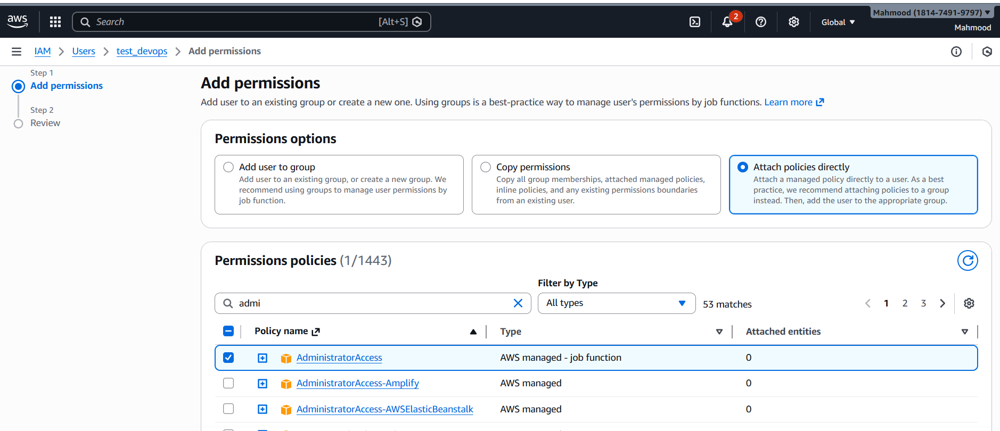 aws
Search [Alt+S]
2
Global
Mahmood (1814-7491-9797)
Mahmood
IAM Users test_devops Add permissions
Step 1
Add permissions
Step 2
Review
Add permissions
Add user to an existing group or create a new one. Using groups is a best-practice way to manage user's permissions by job functions. Learn more
Permissions options
Add user to group
Add user to an existing group, or create a new group. We
recommend using groups to manage user permissions by
job function.
Copy permissions
Copy all group memberships, attached managed policies,
inline policies, and any existing permissions boundaries
from an existing user.
Attach policies directly
Attach a managed policy directly to a user. As a best
practice, we recommend attaching policies to a group
instead. Then, add the user to the appropriate group.
Permissions policies (1/1443)
Filter by Type
admi All types 53 matches 1 2 3
Policy name Type Attached entities
AdministratorAccess AWS managed - job function 0
AdministratorAccess-Amplify AWS managed 0
AdministratorAccess-AWSElasticBeanstalk AWS managed 0